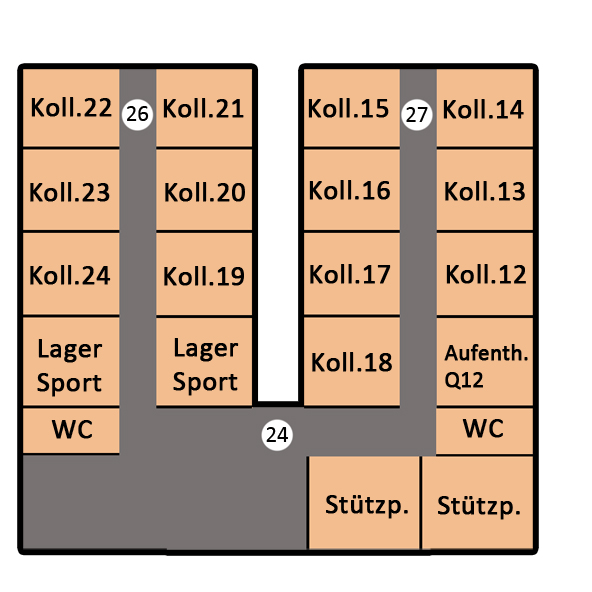 Koll.22
26
Koll.21
Koll.15
27
Koll.14
Koll.23
Koll.20
Koll.16
Koll.13
Koll.24
Koll.19
Koll.17
Koll.12
Lager
Sport
Lager
Sport
Koll.18
Aufenth.
Q12
WC
24
WC
Stützp.
Stützp.